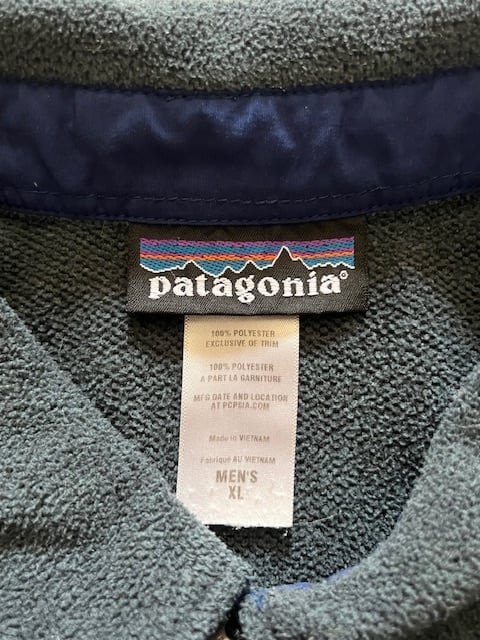 patagonia®
100% POLYESTER
EXCLUSIVE OF TRIM
100% POLYESTER
A PART LA GARNITURE
MFG DATE AND LOCATION
AT PCPSIA.COM
Made in VIETNAM
Fabriqué AU VIETNAM
MEN'S
XL